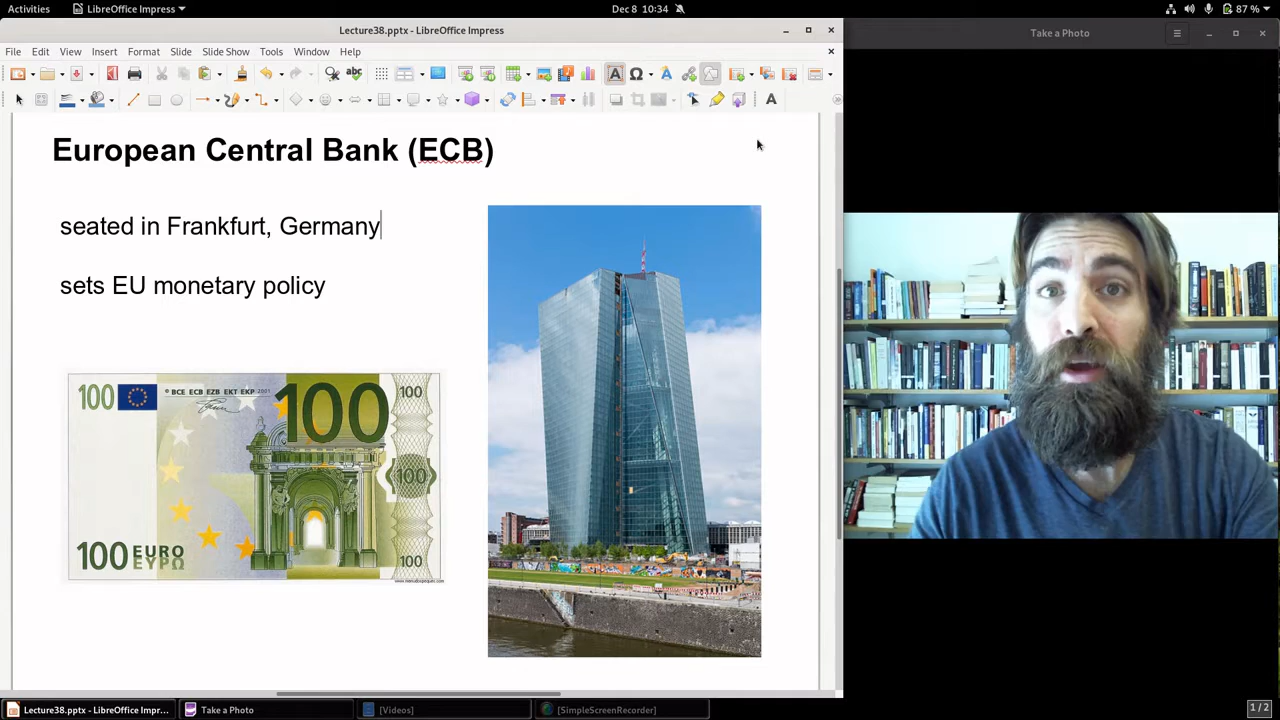 Activities
LibreOffice Impress
Dec 8 10:34
87 %
Lecture38.pptx - LibreOffice Impress
Take a Photo
File Edit View Insert Format Slide Slide Show Tools Window Help
European Central Bank (ECB)
seated in Frankfurt, Germany
sets EU monetary policy
100
© BCE ECB EZB EKT EKP 2001
100
100
100
100 EURO
ΕΥΡΩ
100
Lecture38.pptx - LibreOffice Impr…
Take a Photo
[Videos]
[SimpleScreenRecorder]
1 / 2